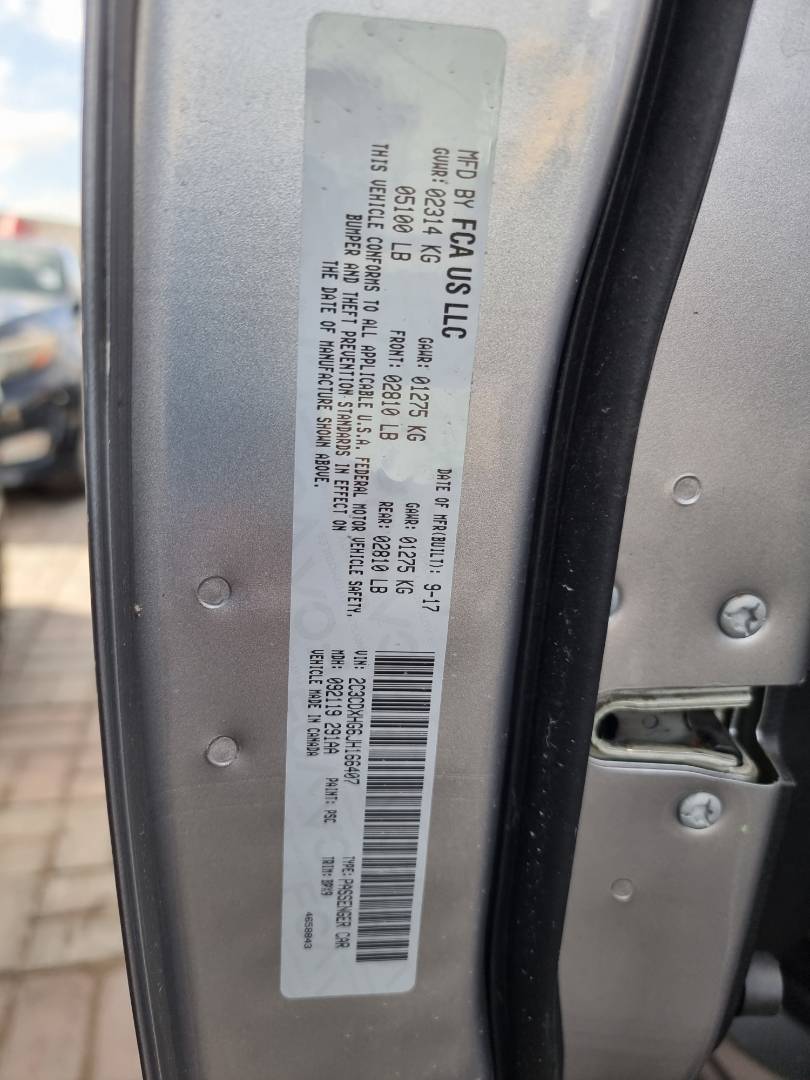 MFD BY FCA US LLC
DATE OF MFR(BUILT): 9-17
GVWR: 02314 KG
05100 LB
GAWR: 01275 KG
FRONT: 02810 LB
GAWR: 01275 KG
REAR: 02810 LB
THIS VEHICLE CONFORMS TO ALL APPLICABLE U.S.A. FEDERAL MOTOR VEHICLE SAFETY,
BUMPER AND THEFT PREVENTION STANDARDS IN EFFECT ON
THE DATE OF MANUFACTURE SHOWN ABOVE.
VIN: 2C3CDXHG6JH166407
TYPE: PASSENGER CAR
MDH: 092119 291AA
PAINT: PSC
TRIM: BPX9
VEHICLE MADE IN CANADA
4658843